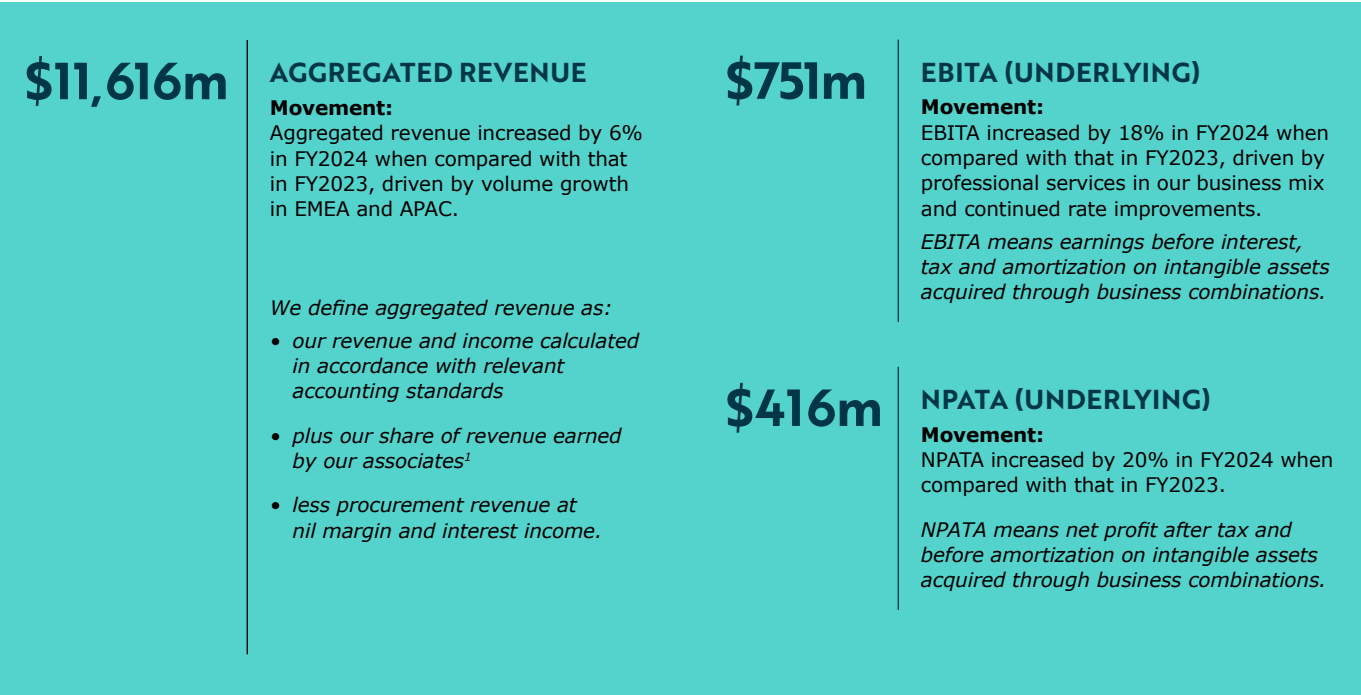 $11,616m
AGGREGATED REVENUE
Movement:
Aggregated revenue increased by 6%
in FY2024 when compared with that
in FY2023, driven by volume growth
in EMEA and APAC.
We define aggregated revenue as:
• our revenue and income calculated
in accordance with relevant
accounting standards
• plus our share of revenue earned
by our associates¹
• less procurement revenue at
nil margin and interest income.
$751m
EBITA (UNDERLYING)
Movement:
EBITA increased by 18% in FY2024 when
compared with that in FY2023, driven by
professional services in our business mix
and continued rate improvements.
EBITA means earnings before interest,
tax and amortization on intangible assets
acquired through business combinations.
$416m
NPATA (UNDERLYING)
Movement:
NPATA increased by 20% in FY2024 when
compared with that in FY2023.
NPATA means net profit after tax and
before amortization on intangible assets
acquired through business combinations.